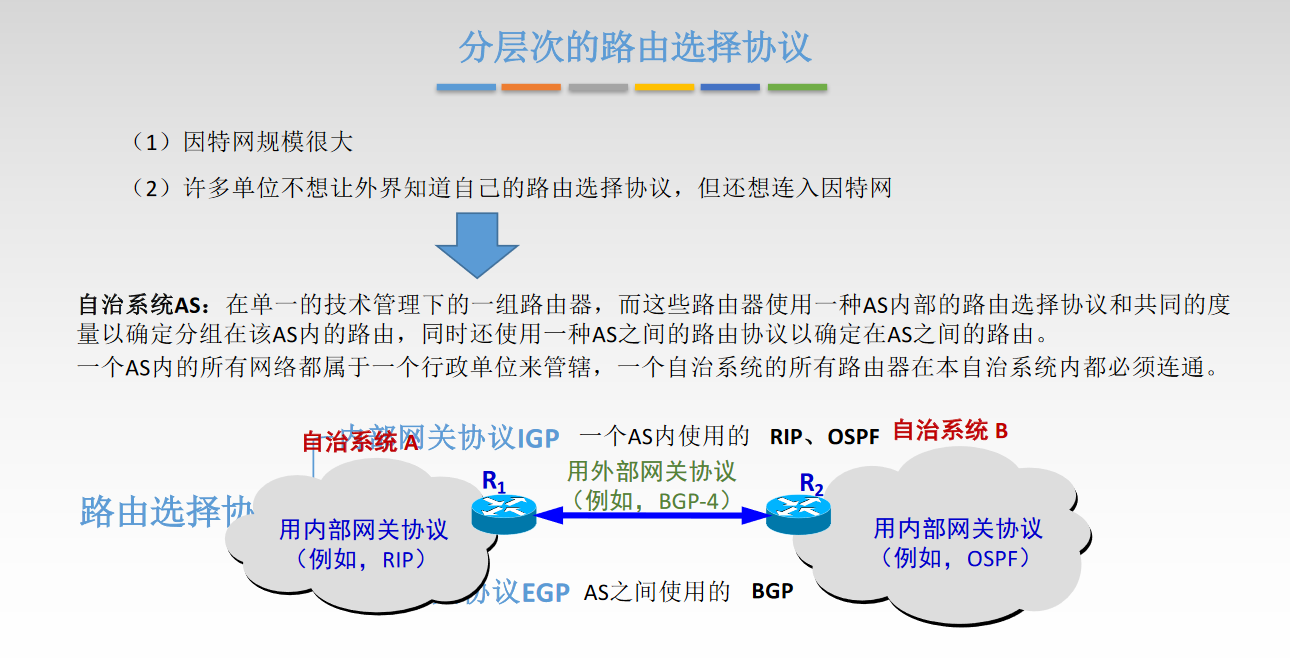 分层次的路由选择协议
（1）因特网规模很大
（2）许多单位不想让外界知道自己的路由选择协议，但还想连入因特网
自治系统AS：在单一的技术管理下的一组路由器，而这些路由器使用一种AS内部的路由选择协议和共同的度
量以确定分组在该AS内的路由，同时还使用一种AS之间的路由协议以确定在AS之间的路由。
一个AS内的所有网络都属于一个行政单位来管辖，一个自治系统的所有路由器在本自治系统内都必须连通。
自治系统 A
内部网关协议IGP 一个AS内使用的 RIP、OSPF
自治系统 B
R1
用外部网关协议
（例如，BGP-4）
R2
路由选择协
用内部网关协议
（例如，RIP）
用内部网关协议
（例如，OSPF）
协议EGP AS之间使用的 BGP